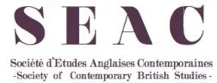 SEAC
Société d'Etudes Anglaises Contemporaines
-Society of Contemporary British Studies-